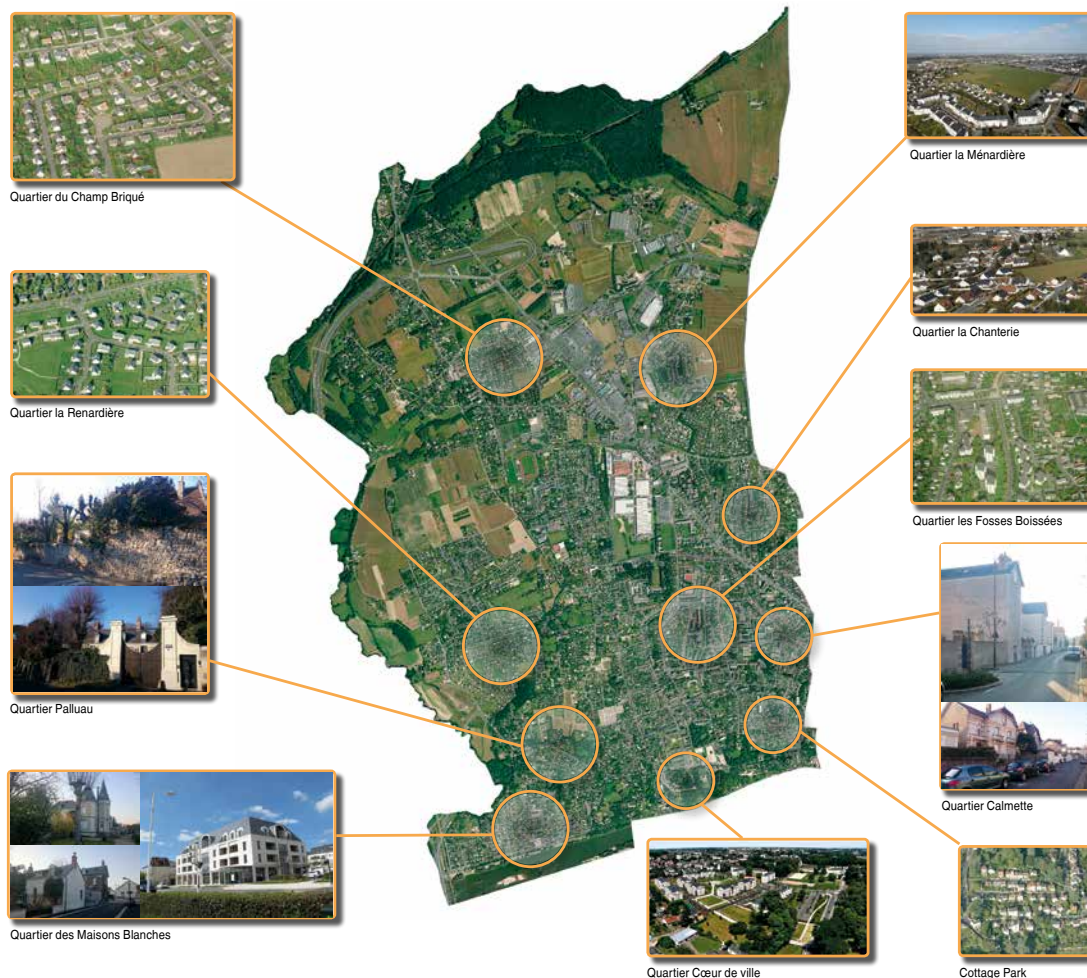 Quartier du Champ Briqué
Quartier la Ménardière
Quartier la Chanterie
Quartier la Renardière
Quartier les Fosses Boissées
Quartier Palluau
Quartier Calmette
Quartier des Maisons Blanches
Quartier Cœur de ville
Cottage Park